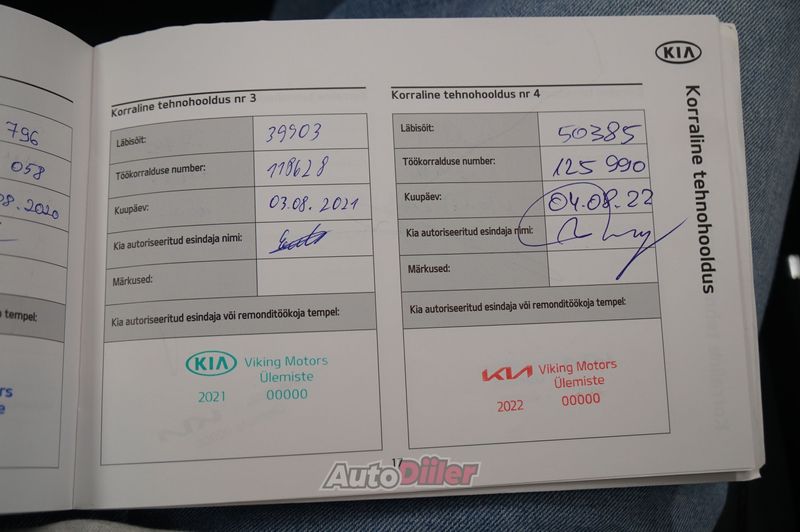 796
058
08.2020
tempel:
KIA
Korraline tehnohooldus
Korraline tehnohooldus nr 3
Läbisõit: 39903
Töökorralduse number: 118628
Kuupäev: 03.08.2021
Kia autoriseeritud esindaja nimi:
Märkused:
Kia autoriseeritud esindaja või remonditöökoja tempel:
KIA Viking Motors
Ülemiste
2021 00000
Korraline tehnohooldus nr 4
Läbisõit: 50385
Töökorralduse number: 125 990
Kuupäev: 04.08.22
Kia autoriseeritud esindaja nimi:
Märkused:
Kia autoriseeritud esindaja või remonditöökoja tempel:
KIA Viking Motors
Ülemiste
2022 00000
17
AutoDiiler